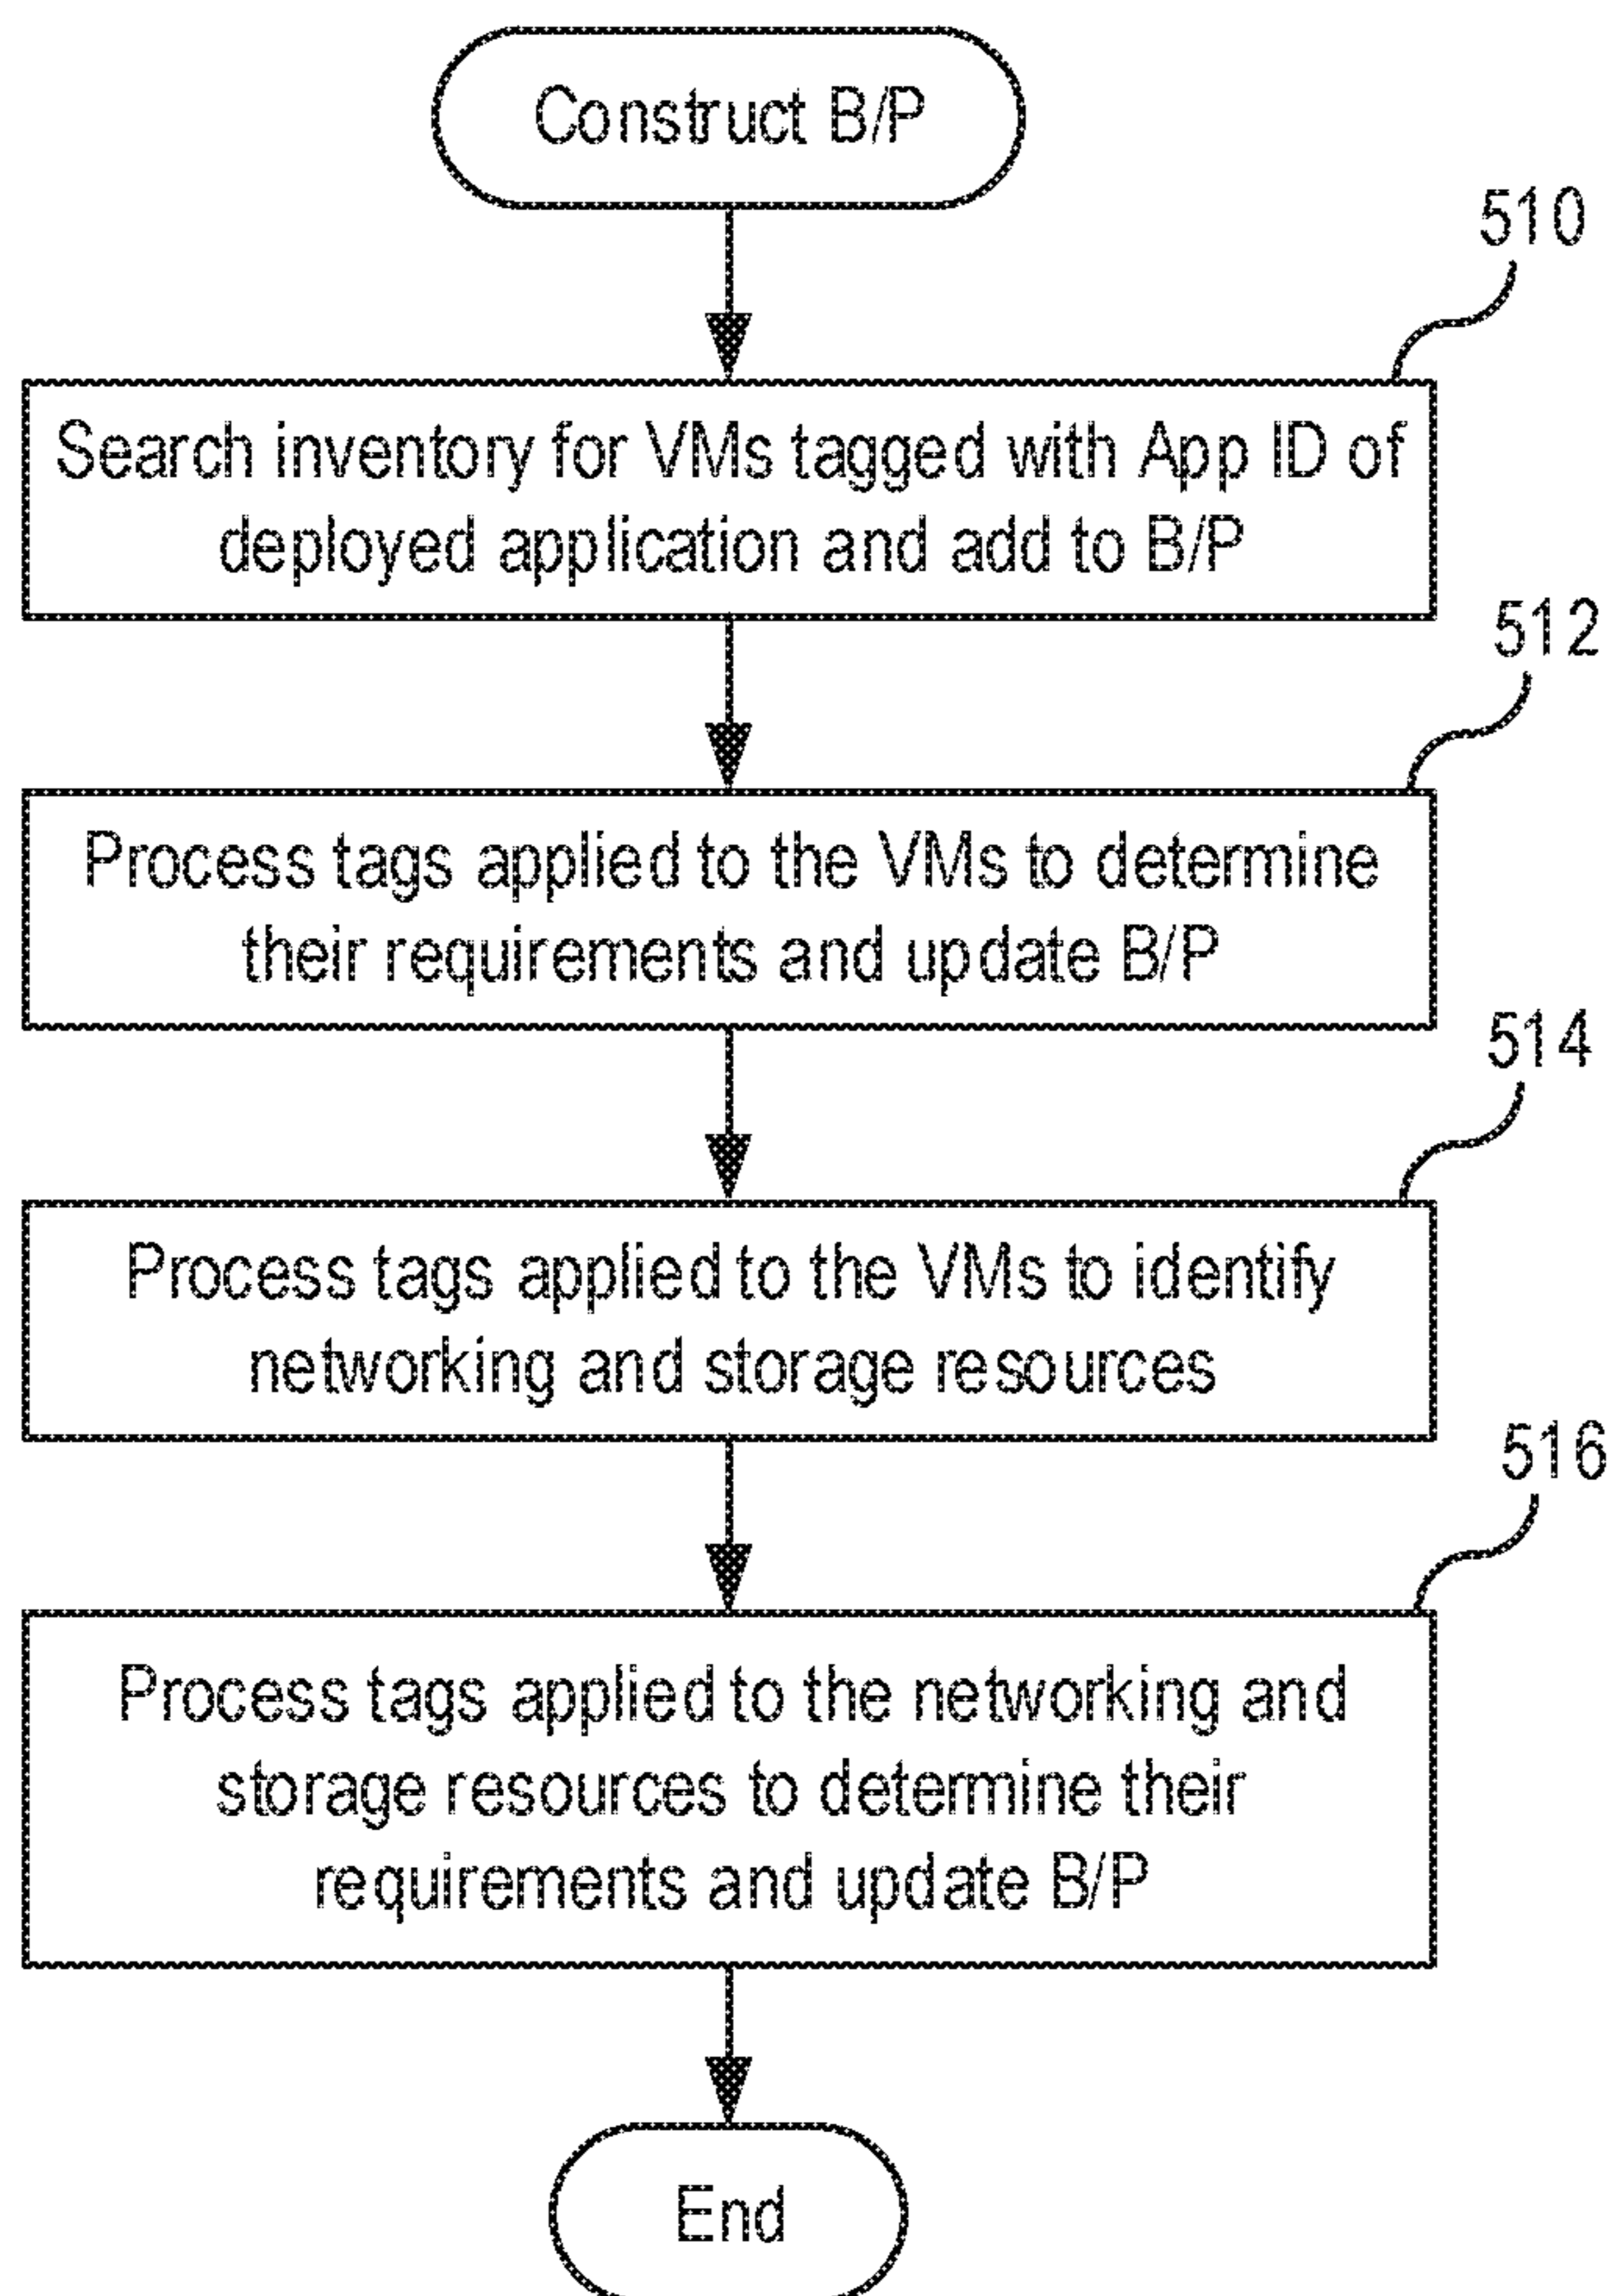 Construct B/P
510
Search inventory for VMs tagged with App ID of
deployed application and add to B/P
512
Process tags applied to the VMs to determine
their requirements and update B/P
514
Process tags applied to the VMs to identify
networking and storage resources
516
Process tags applied to the networking and
storage resources to determine their
requirements and update B/P
End